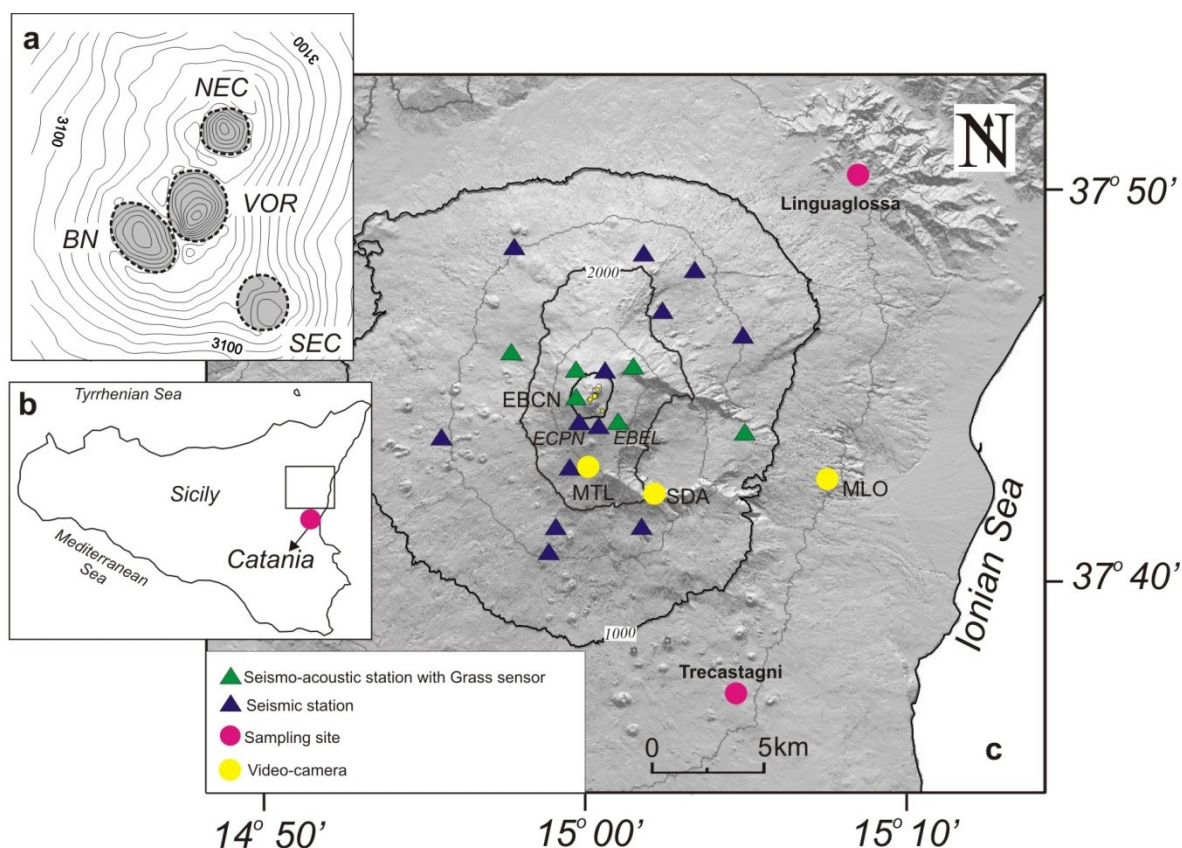 a
3100
NEC
3100
VOR
BN
SEC
3100
b
Tyrrhenian Sea
Sicily
Mediterranean
Sea
Catania
N
37° 50’
Linguaglossa
2000
EBCN
ECPN
EBEL
MTL
SDA
MLO
Ionian Sea
37° 40’
1000
Trecastagni
0
5km
c
Seismo-acoustic station with Grass sensor
Seismic station
Sampling site
Video-camera
14° 50’
15° 00’
15° 10’